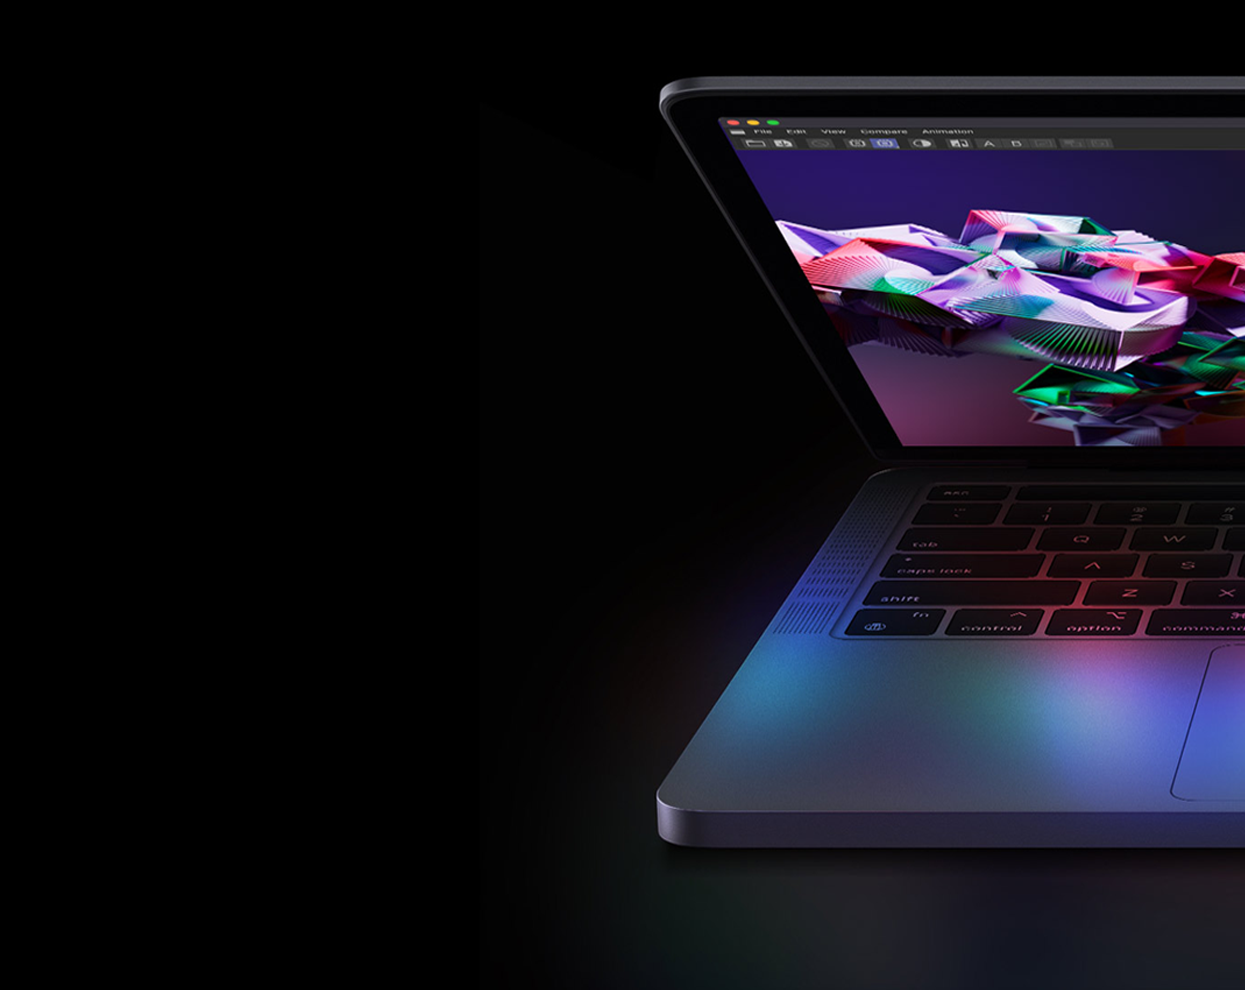 File Edit View Compare Animation
A B
esc
1 2 3
tab Q W
caps lock A S
shift Z X
fn
control option command